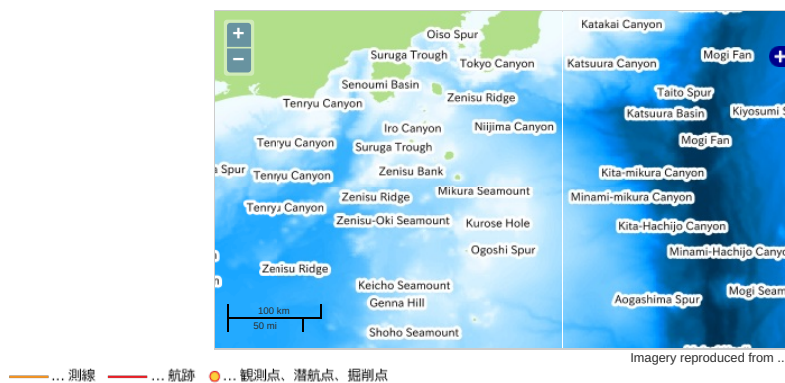 +
−
Oiso Spur
Suruga Trough
Tokyo Canyon
Senoumi Basin
Zenisu Ridge
Tenryu Canyon
Iro Canyon
Niijima Canyon
Tenryu Canyon
Suruga Trough
Spur
Tenryu Canyon
Zenisu Bank
Mikura Seamount
Zenisu Ridge
Tenryu Canyon
Zenisu-Oki Seamount
Kurose Hole
Ogoshi Spur
Zenisu Ridge
Keicho Seamount
Genna Hill
Shoho Seamount
100 km
50 mi
Katakai Canyon
Mogi Fan
+
Katsuura Canyon
Taito Spur
Katsuura Basin
Kiyosumi S
Mogi Fan
Kita-mikura Canyon
Minami-mikura Canyon
Kita-Hachijo Canyon
Minami-Hachijo Canyo
Mogi Seam
Aogashima Spur
Imagery reproduced from ..
... 測線 ... 航跡 ... 観測点、潜航点、掘削点